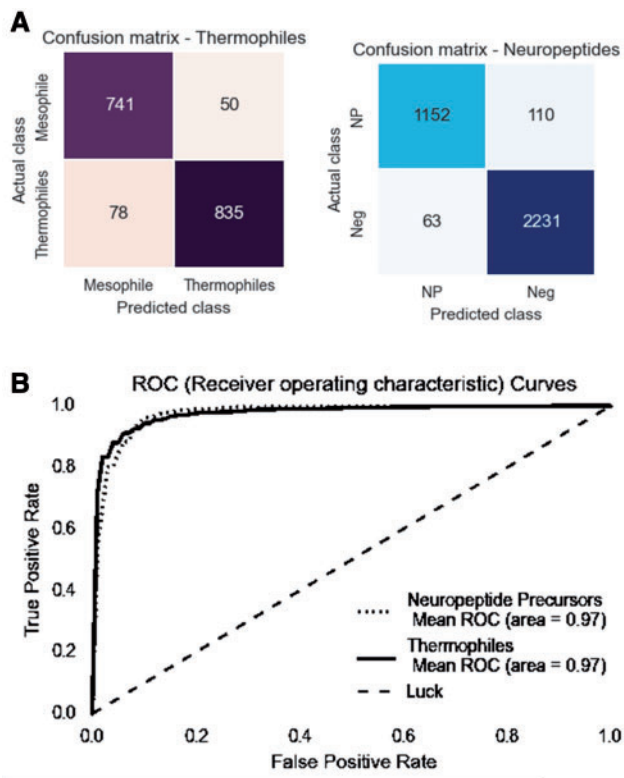 A
Confusion matrix - Thermophiles
Actual class
Mesophile
Thermophiles
741 50
78 835
Mesophile Thermophiles
Predicted class
Confusion matrix - Neuropeptides
Actual class
NP
Neg
1152 110
63 2231
NP Neg
Predicted class
B
ROC (Receiver operating characteristic) Curves
True Positive Rate
1.0
0.8
0.6
0.4
0.2
0.0
Neuropeptide Precursors
Mean ROC (area = 0.97)
Thermophiles
Mean ROC (area = 0.97)
Luck
0.0 0.2 0.4 0.6 0.8 1.0
False Positive Rate